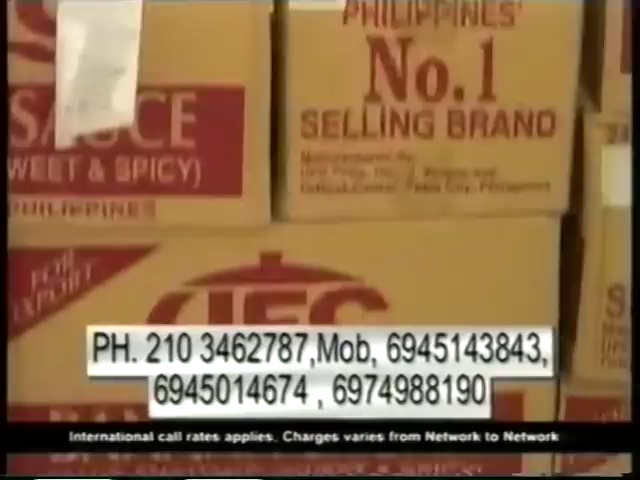 PHILIPPINES'
No.1
SELLING BRAND
SAUCE
WEET & SPICY)
PHILIPPINES
FOR
EXPORT
UFC
PH. 210 3462787,Mob, 6945143843,
6945014674 , 6974988190
International call rates applies. Charges varies from Network to Network